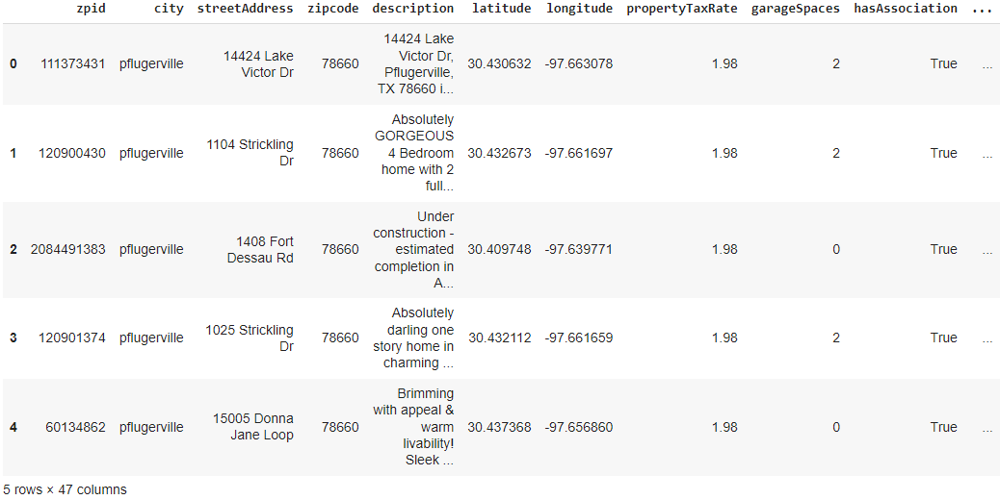 zpid city streetAddress zipcode description latitude longitude propertyTaxRate garageSpaces hasAssociation ...
0 111373431 pflugerville 14424 Lake Victor Dr 78660 14424 Lake Victor Dr, Pflugerville, TX 78660 i... 30.430632 -97.663078 1.98 2 True ...
1 120900430 pflugerville 1104 Strickling Dr 78660 Absolutely GORGEOUS 4 Bedroom home with 2 full... 30.432673 -97.661697 1.98 2 True ...
2 2084491383 pflugerville 1408 Fort Dessau Rd 78660 Under construction - estimated completion in A... 30.409748 -97.639771 1.98 0 True ...
3 120901374 pflugerville 1025 Strickling Dr 78660 Absolutely darling one story home in charming ... 30.432112 -97.661659 1.98 2 True ...
4 60134862 pflugerville 15005 Donna Jane Loop 78660 Brimming with appeal & warm livability! Sleek ... 30.437368 -97.656860 1.98 0 True ...
5 rows × 47 columns